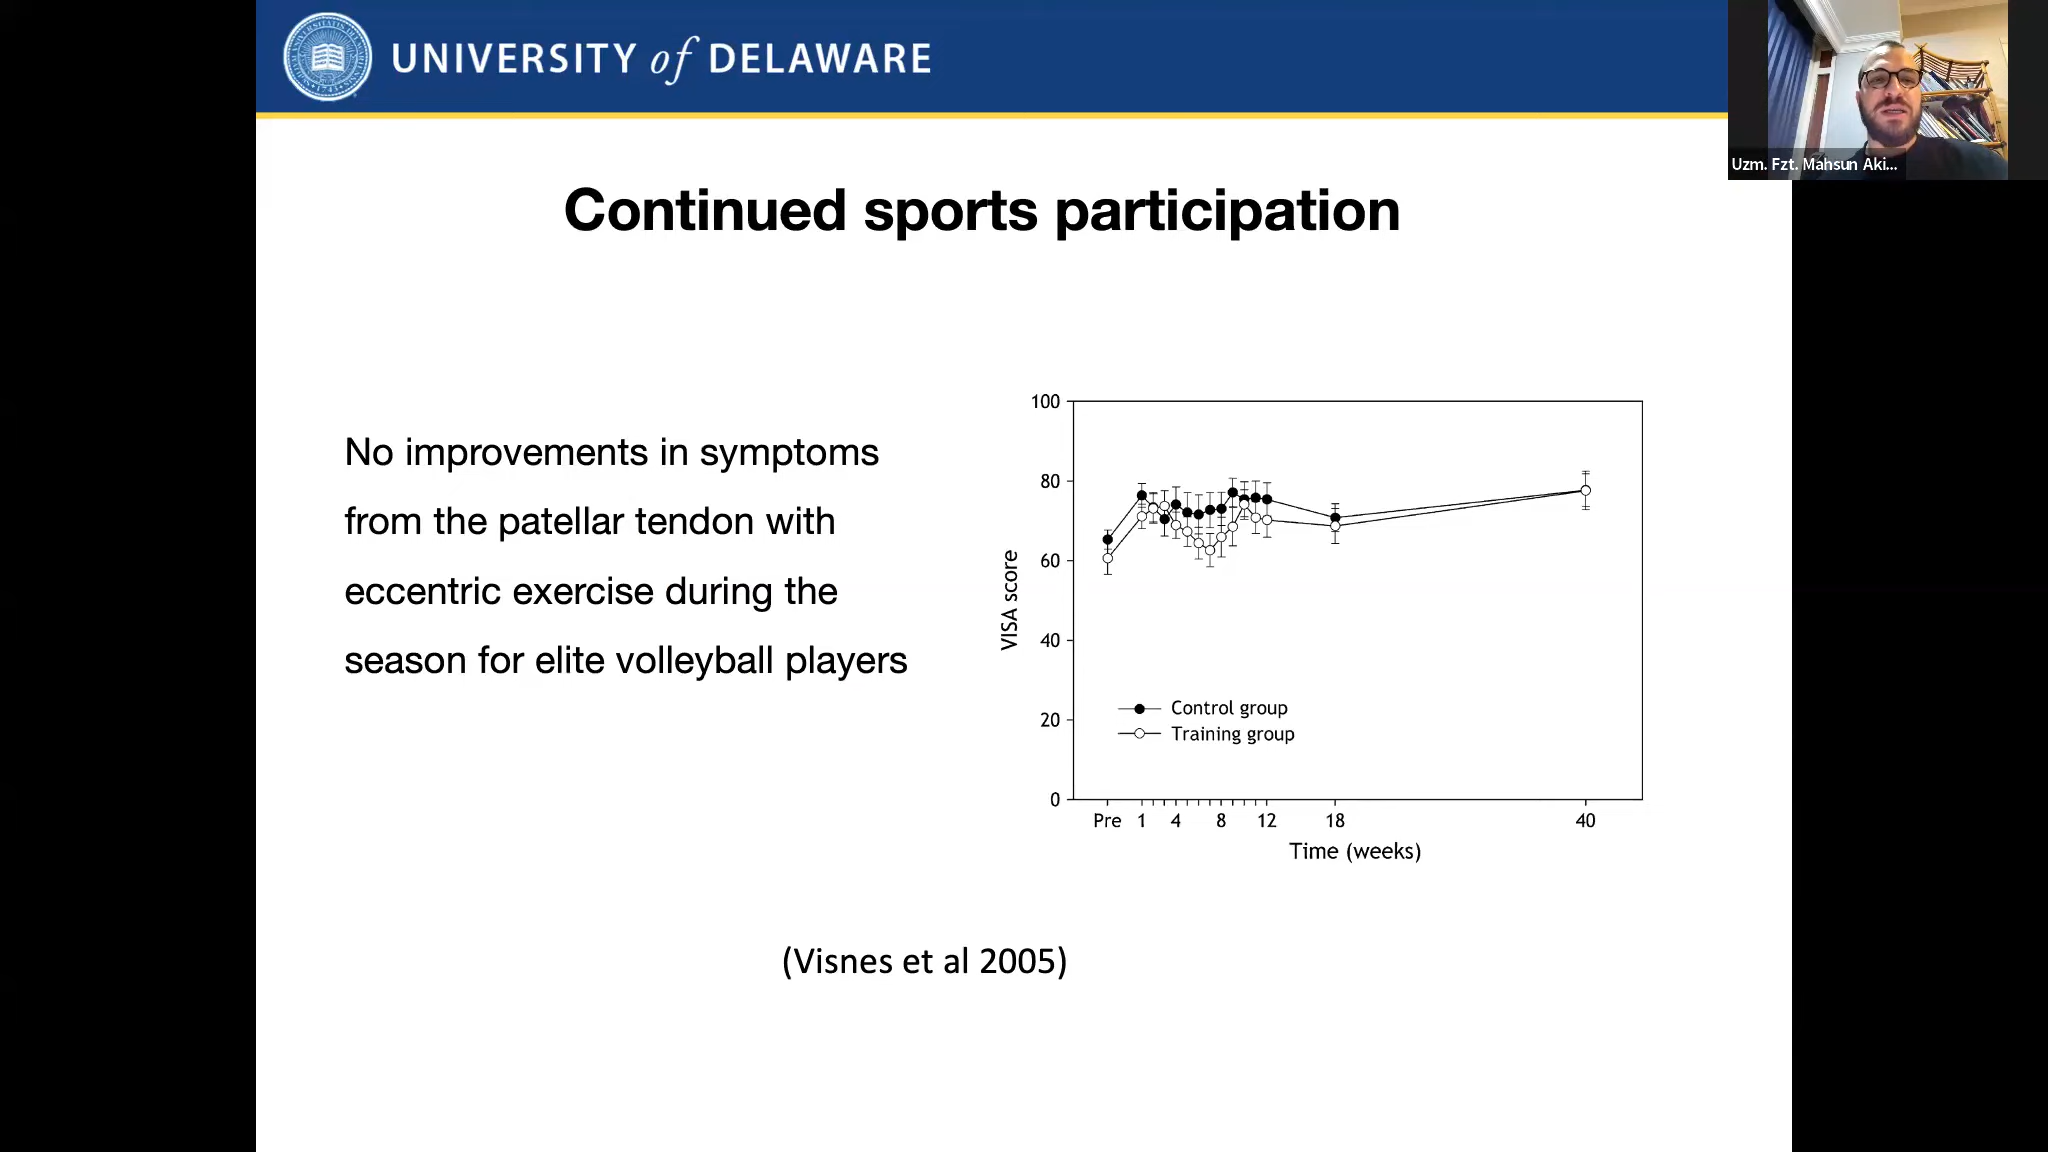 UNIVERSITY of DELAWARE
Uzm. Fzt. Mahsun Aki...
Continued sports participation
No improvements in symptoms
from the patellar tendon with
eccentric exercise during the
season for elite volleyball players
100
80
60
40
20
0
VISA score
Control group
Training group
Pre 1 4 8 12 18 40
Time (weeks)
(Visnes et al 2005)